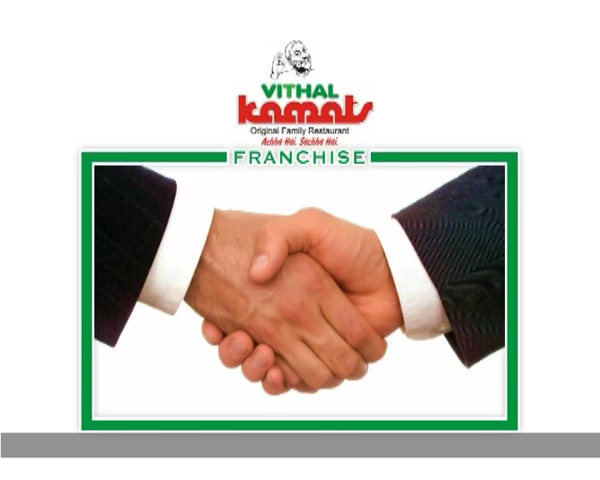 VITHAL
Kamats
Original Family Restaurant
Achha Hai. Sachha Hai.
FRANCHISE